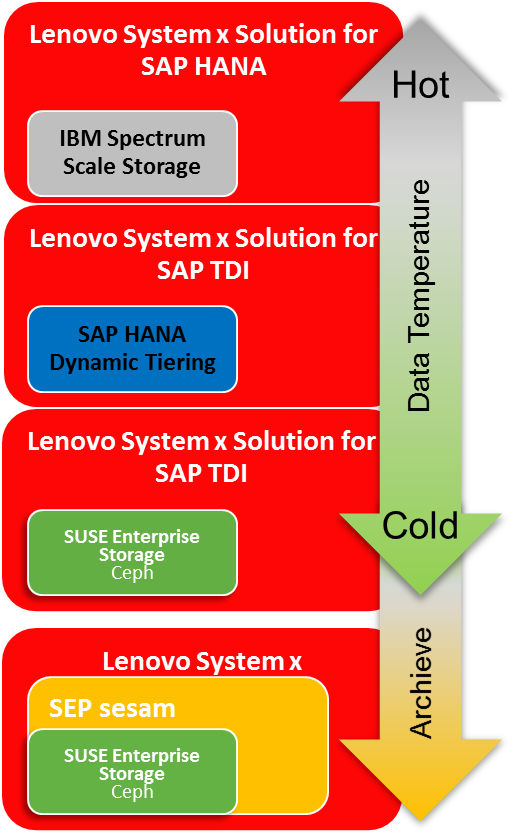 Lenovo System x Solution for
SAP HANA
IBM Spectrum
Scale Storage
Hot
Lenovo System x Solution for
SAP TDI
SAP HANA
Dynamic Tiering
Data Temperature
Lenovo System x Solution for
SAP TDI
SUSE Enterprise
Storage
Ceph
Cold
Lenovo System x
SEP sesam
SUSE Enterprise
Storage
Ceph
Archieve